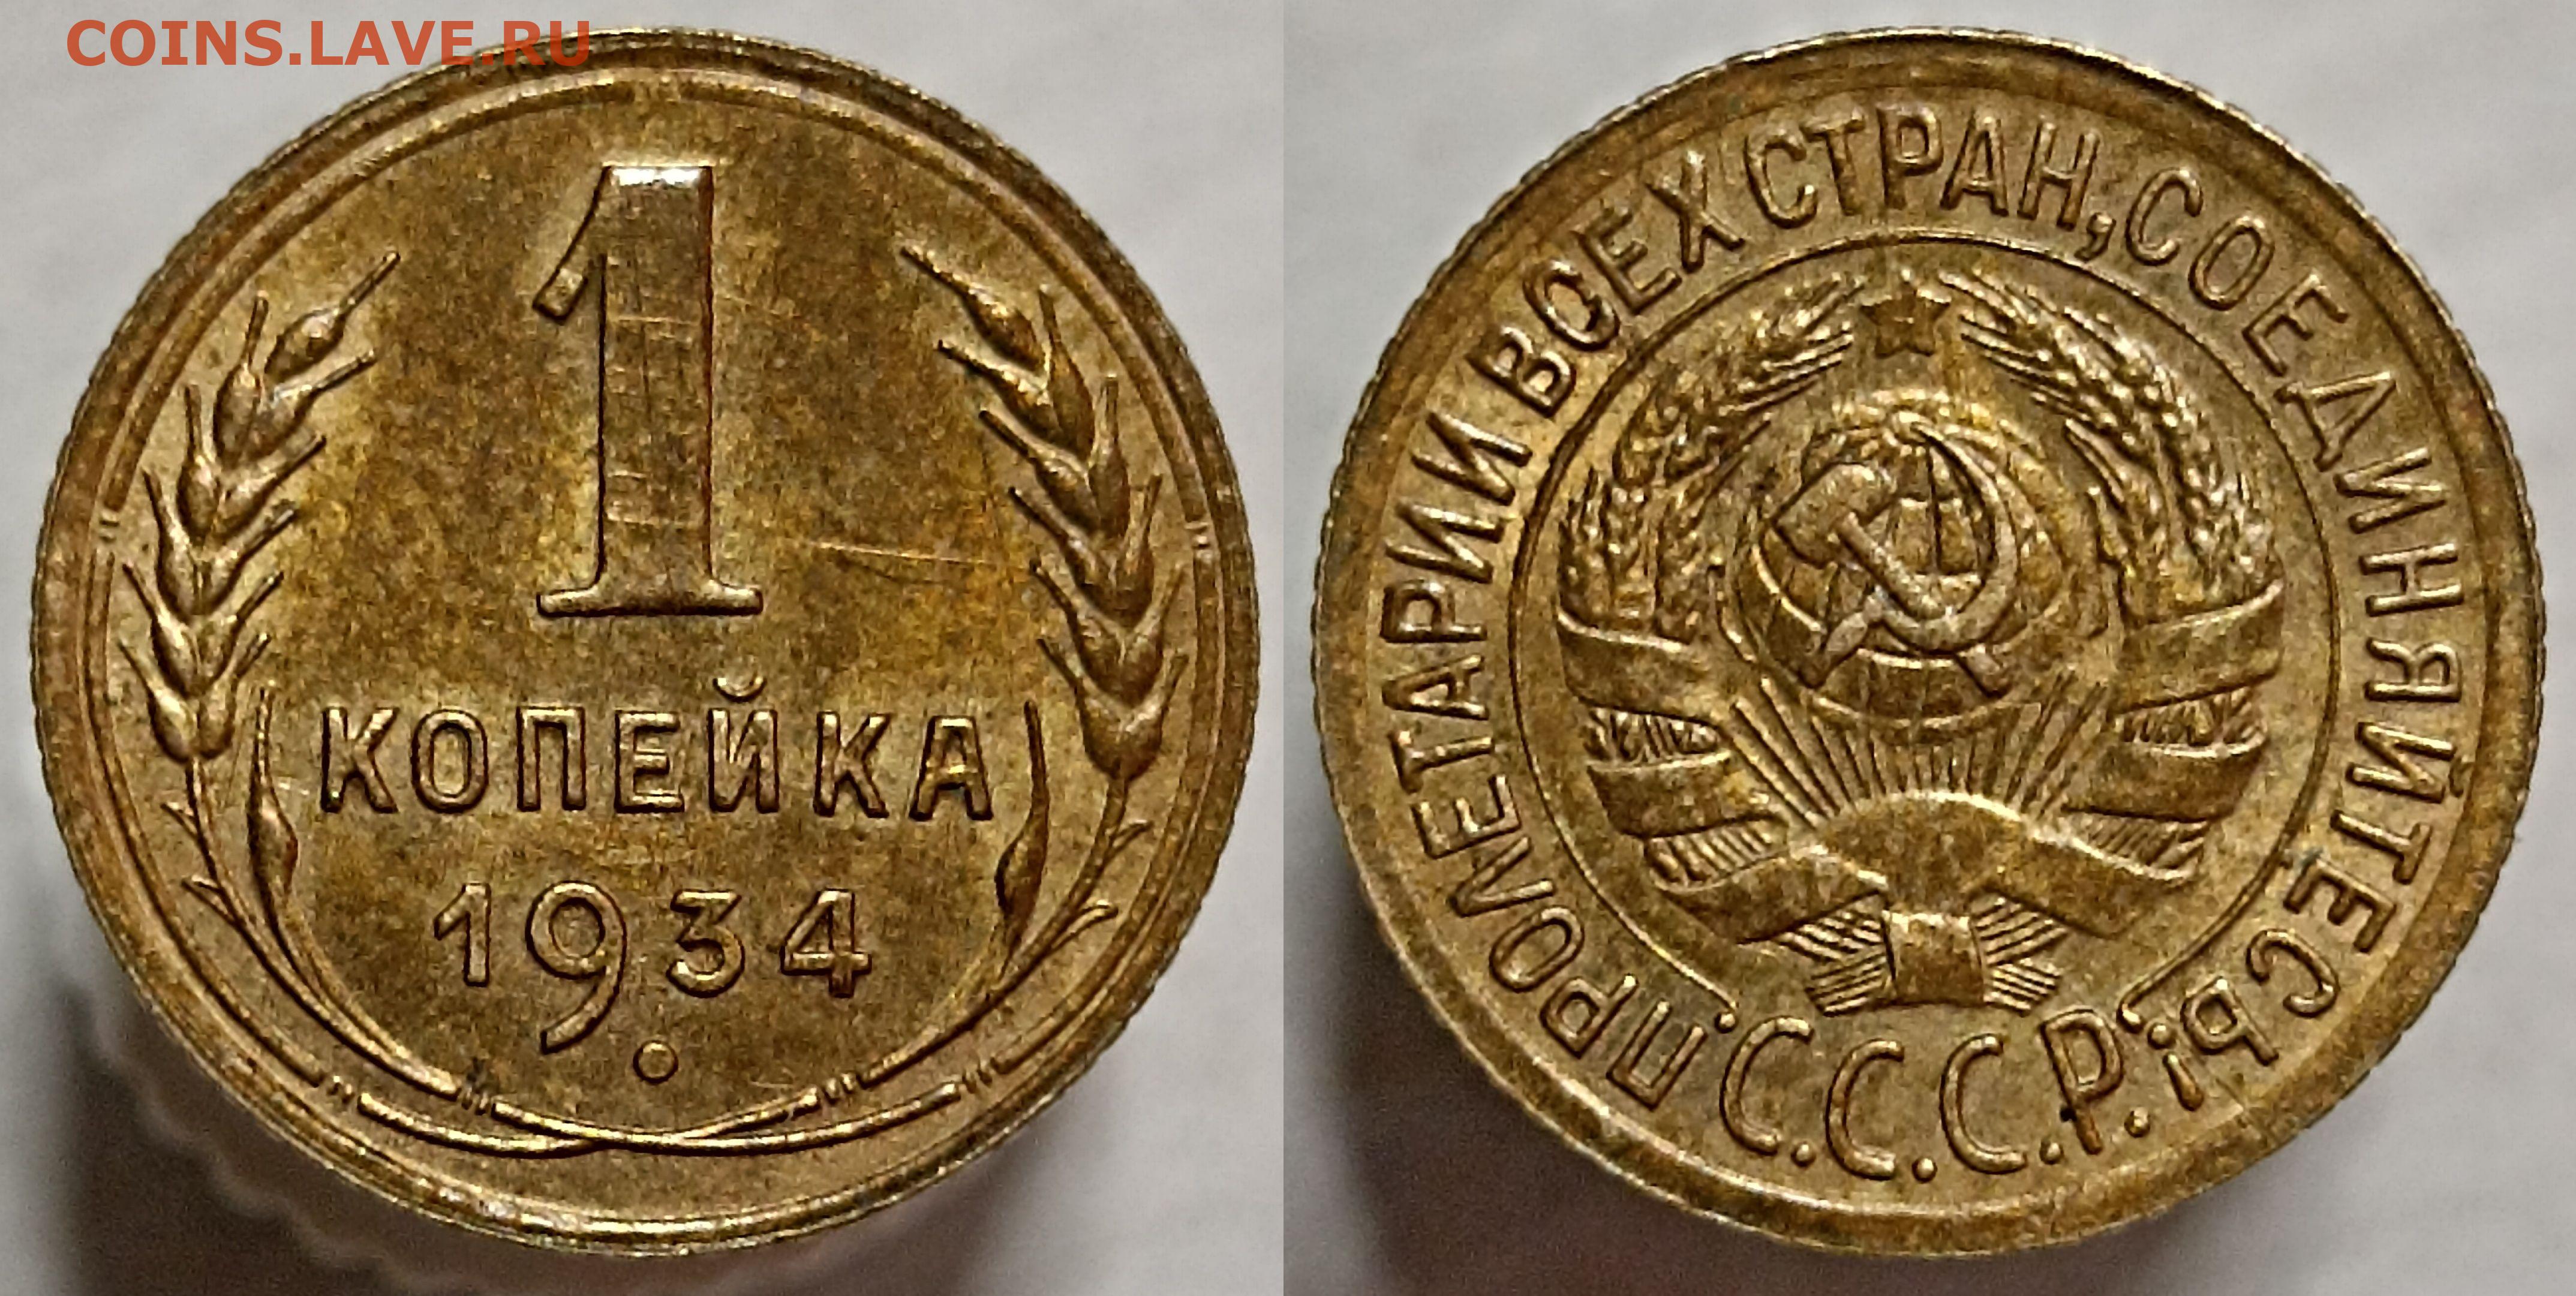 COINS.LAVE.RU
1
КОПЕЙКА
1934
ПРОЛЕТАРИИ ВСЕХ СТРАН, СОЕДИНЯЙТЕСЬ!
С.С.С.Р.